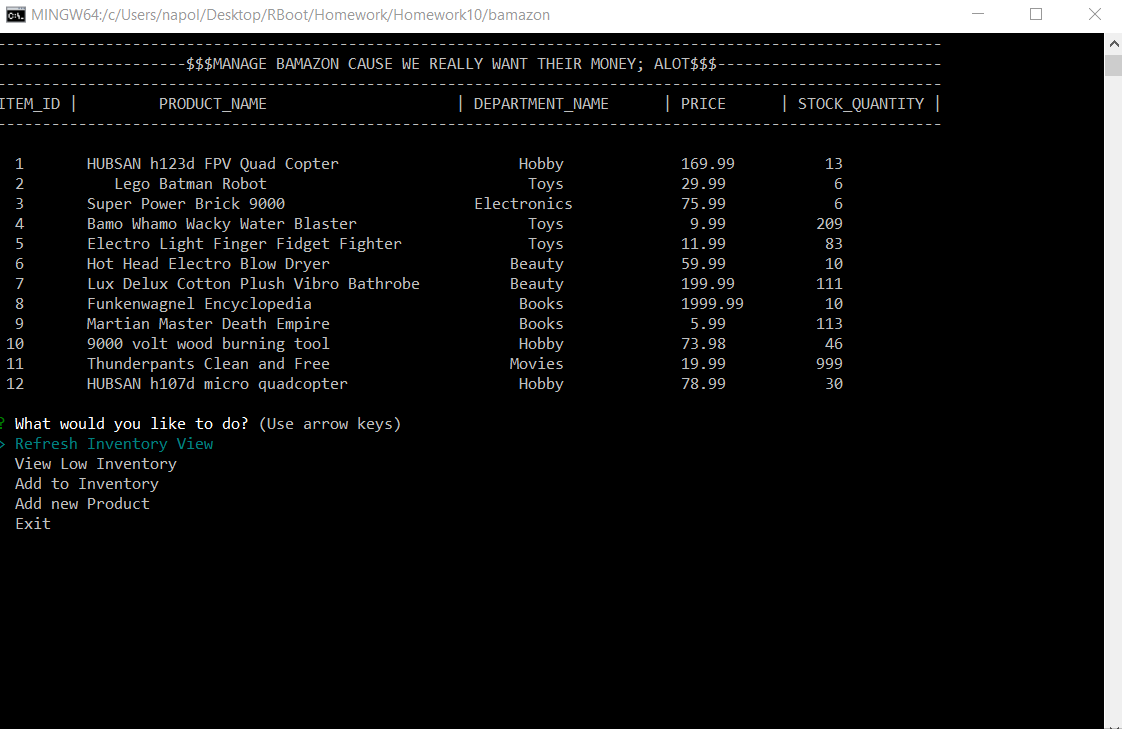 MINGW64:/c/Users/napol/Desktop/RBoot/Homework/Homework10/bamazon
---------------------------------------------------------------------------------------------------------
---------------------$$$MANAGE BAMAZON CAUSE WE REALLY WANT THEIR MONEY; ALOT$$$-------------------------
---------------------------------------------------------------------------------------------------------
ITEM_ID | PRODUCT_NAME | DEPARTMENT_NAME | PRICE | STOCK_QUANTITY |
---------------------------------------------------------------------------------------------------------
1 HUBSAN h123d FPV Quad Copter Hobby 169.99 13
2 Lego Batman Robot Toys 29.99 6
3 Super Power Brick 9000 Electronics 75.99 6
4 Bamo Whamo Wacky Water Blaster Toys 9.99 209
5 Electro Light Finger Fidget Fighter Toys 11.99 83
6 Hot Head Electro Blow Dryer Beauty 59.99 10
7 Lux Delux Cotton Plush Vibro Bathrobe Beauty 199.99 111
8 Funkenwagnel Encyclopedia Books 1999.99 10
9 Martian Master Death Empire Books 5.99 113
10 9000 volt wood burning tool Hobby 73.98 46
11 Thunderpants Clean and Free Movies 19.99 999
12 HUBSAN h107d micro quadcopter Hobby 78.99 30
? What would you like to do? (Use arrow keys)
> Refresh Inventory View
View Low Inventory
Add to Inventory
Add new Product
Exit